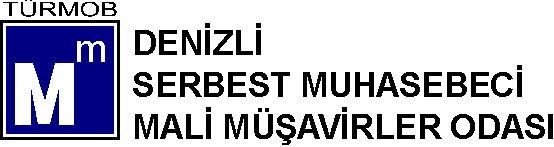 TÜRMOB
Mm
DENİZLİ
SERBEST MUHASEBECİ
MALİ MÜŞAVİRLER ODASI